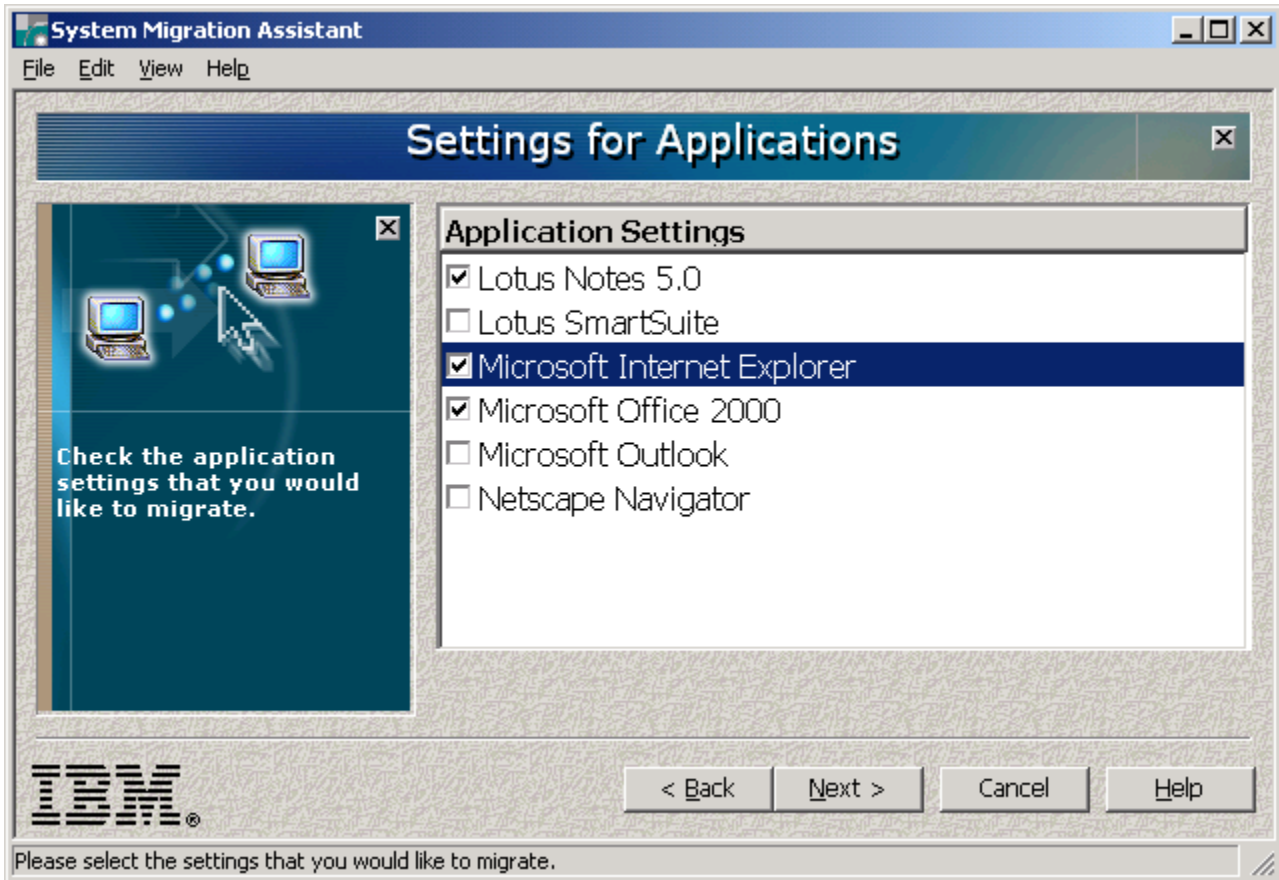 System Migration Assistant
File Edit View Help
Settings for Applications
Application Settings
Lotus Notes 5.0
Lotus SmartSuite
Microsoft Internet Explorer
Microsoft Office 2000
Microsoft Outlook
Netscape Navigator
Check the application
settings that you would
like to migrate.
IBM®
< Back Next > Cancel Help
Please select the settings that you would like to migrate.